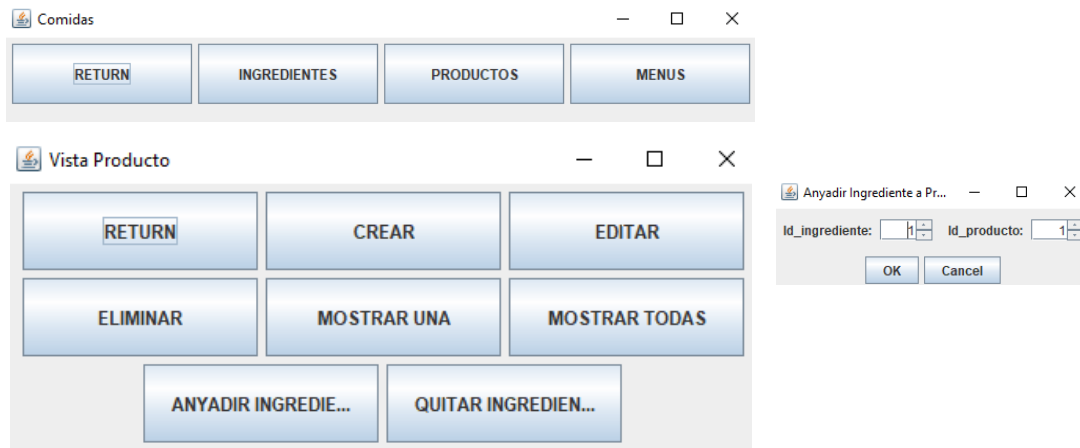 Comidas
RETURN INGREDIENTES PRODUCTOS MENUS
Vista Producto
RETURN CREAR EDITAR
ELIMINAR MOSTRAR UNA MOSTRAR TODAS
ANYADIR INGREDIE... QUITAR INGREDIEN...
Anyadir Ingrediente a Pr...
Id_ingrediente: 1 Id_producto: 1
OK Cancel